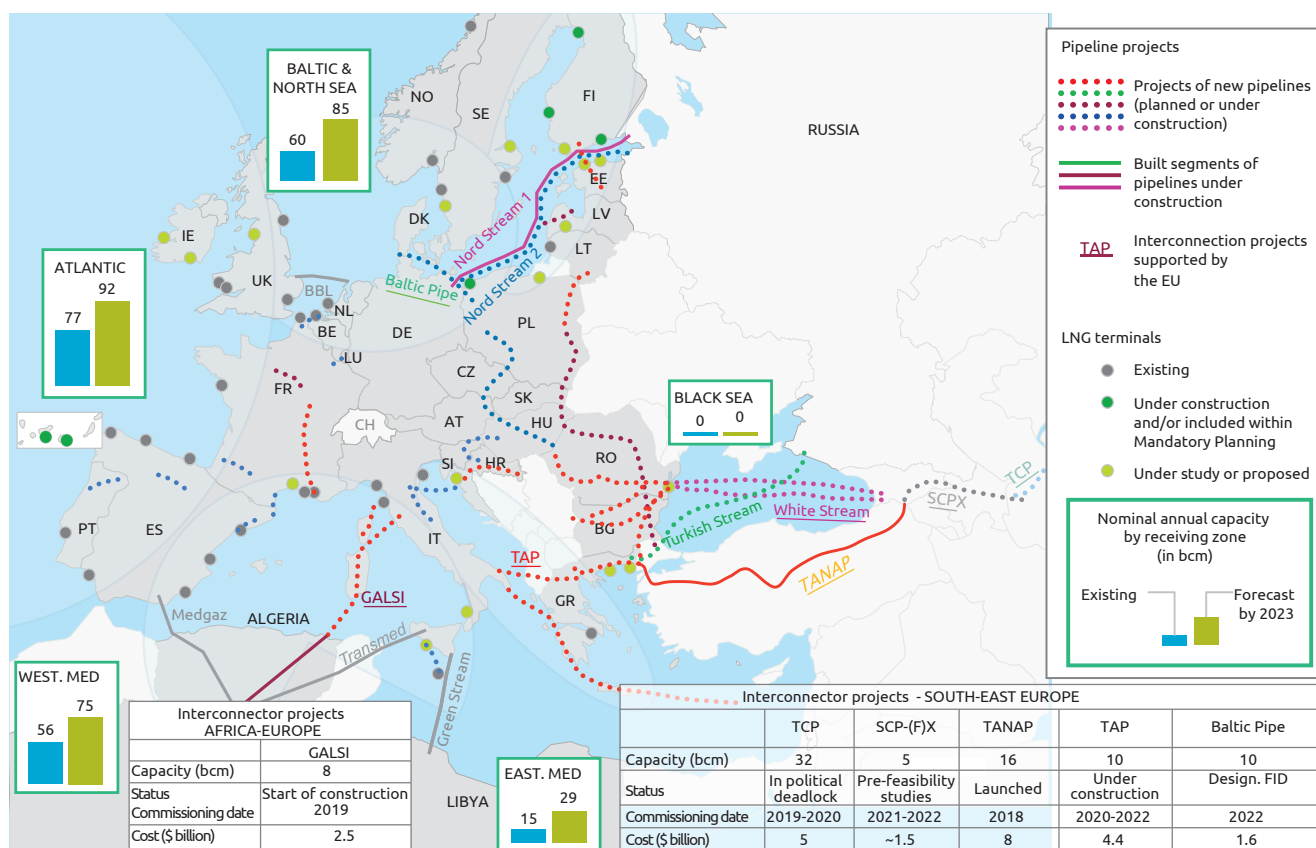 BALTIC &
NORTH SEA
60
85
ATLANTIC
77
92
WEST. MED
56
75
EAST. MED
15
29
BLACK SEA
0
0
NO
SE
FI
RUSSIA
EE
LV
LT
DK
IE
UK
BBL
NL
BE
LU
DE
PL
CZ
SK
FR
CH
AT
HU
SI
HR
RO
BG
IT
PT
ES
GR
ALGERIA
LIBYA
Nord Stream 1
Nord Stream 2
Baltic Pipe
Turkish Stream
White Stream
SCPX
TCP
TANAP
TAP
GALSI
Medgaz
Transmed
Green Stream
Pipeline projects
Projects of new pipelines
(planned or under
construction)
Built segments of
pipelines under
construction
TAP
Interconnection projects
supported by
the EU
LNG terminals
Existing
Under construction
and/or included within
Mandatory Planning
Under study or proposed
Nominal annual capacity
by receiving zone
(in bcm)
Existing
Forecast
by 2023
Interconnector projects
AFRICA-EUROPE
GALSI
Capacity (bcm) 8
Status Start of construction
Commissioning date 2019
Cost ($ billion) 2.5
Interconnector projects - SOUTH-EAST EUROPE
TCP SCP-(F)X TANAP TAP Baltic Pipe
Capacity (bcm) 32 5 16 10 10
Status In political deadlock Pre-feasibility studies Launched Under construction Design. FID
Commissioning date 2019-2020 2021-2022 2018 2020-2022 2022
Cost ($ billion) 5 ~1.5 8 4.4 1.6